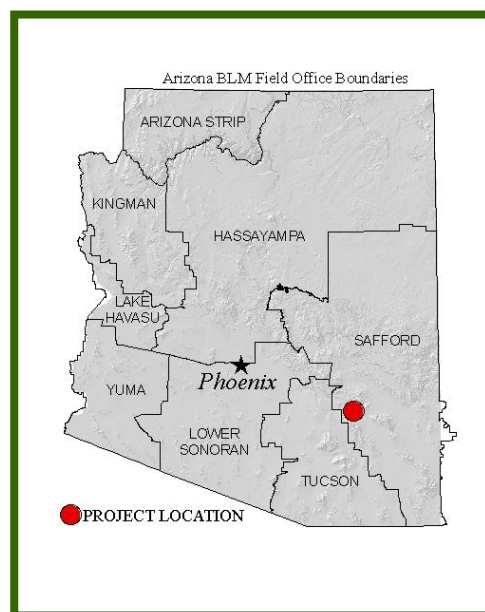 Arizona BLM Field Office Boundaries
ARIZONA STRIP
KINGMAN
HASSAYAMPA
LAKE
HAVASU
SAFFORD
Phoenix
YUMA
LOWER
SONORAN
TUCSON
PROJECT LOCATION